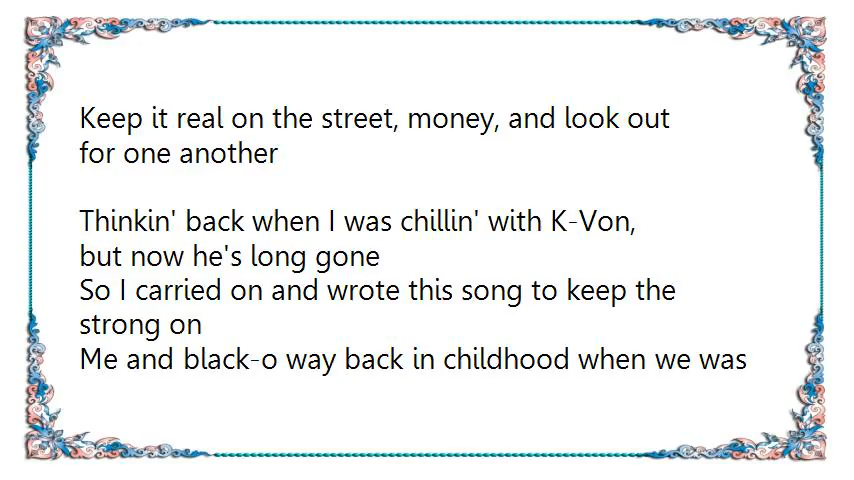 Keep it real on the street, money, and look out
for one another
Thinkin' back when I was chillin' with K-Von,
but now he's long gone
So I carried on and wrote this song to keep the
strong on
Me and black-o way back in childhood when we was